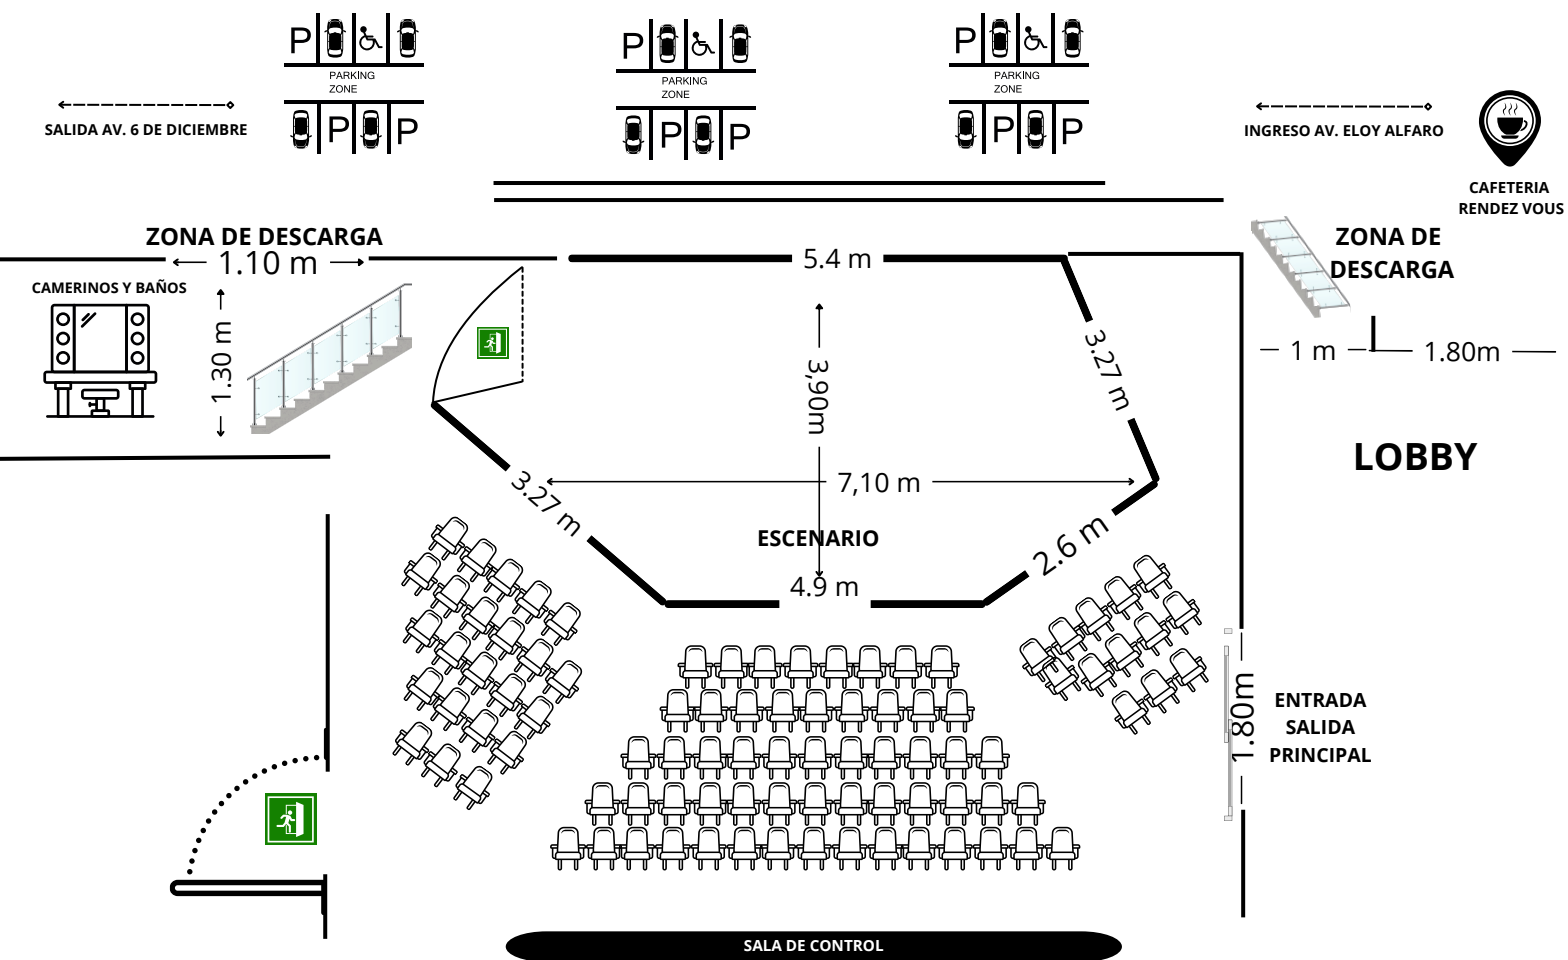 P
P
P
PARKING
ZONE
PARKING
ZONE
PARKING
ZONE
P P
P P
P P
SALIDA AV. 6 DE DICIEMBRE
INGRESO AV. ELOY ALFARO
CAFETERIA
RENDEZ VOUS
ZONA DE DESCARGA
1.10 m
5.4 m
ZONA DE
DESCARGA
CAMERINOS Y BAÑOS
1.30 m
3,90m
3.27 m
1 m
1.80m
LOBBY
3.27 m
7,10 m
ESCENARIO
2.6 m
4.9 m
1.80m
ENTRADA
SALIDA
PRINCIPAL
SALA DE CONTROL